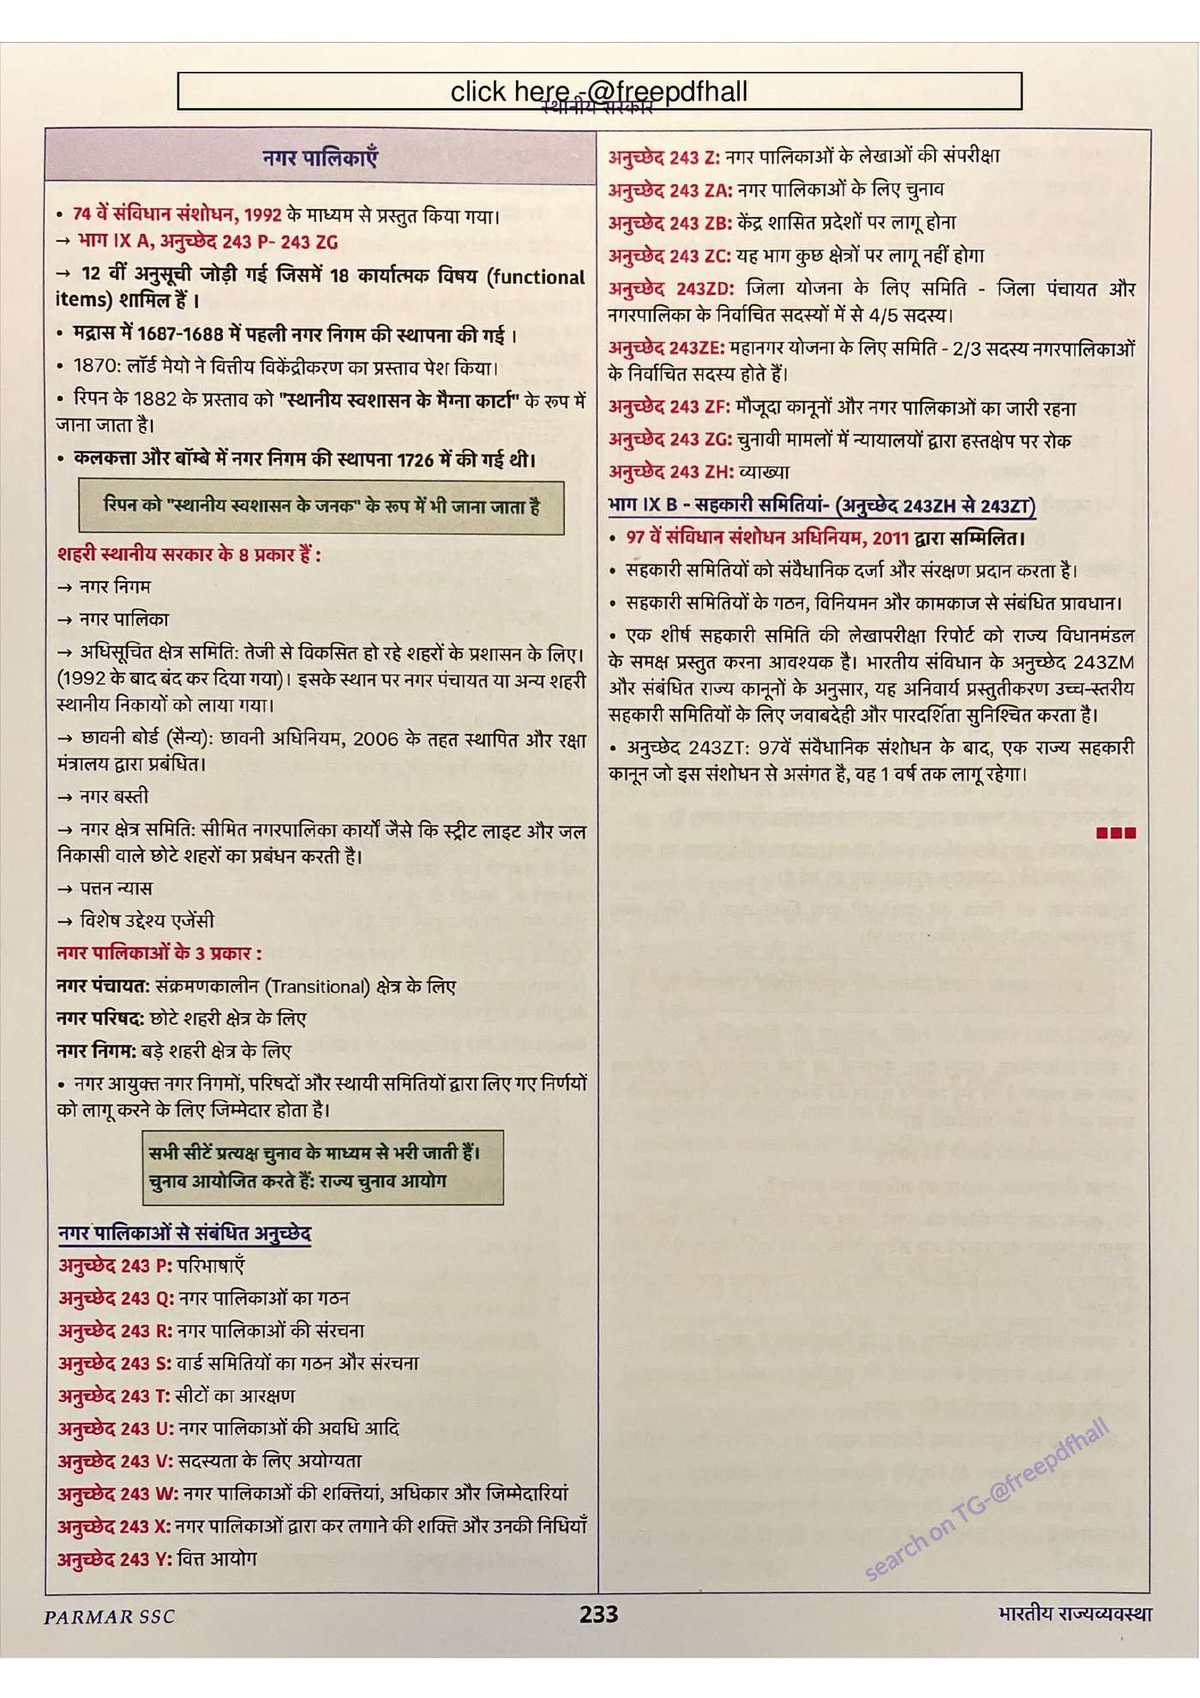 click here -@freepdfhall
स्थानीय सरकार
नगर पालिकाएँ
• 74 वें संविधान संशोधन, 1992 के माध्यम से प्रस्तुत किया गया।
→ भाग IX A, अनुच्छेद 243 P- 243 ZG
→ 12 वीं अनुसूची जोड़ी गई जिसमें 18 कार्यात्मक विषय (functional
items) शामिल हैं ।
• मद्रास में 1687-1688 में पहली नगर निगम की स्थापना की गई ।
• 1870: लॉर्ड मेयो ने वित्तीय विकेंद्रीकरण का प्रस्ताव पेश किया।
• रिपन के 1882 के प्रस्ताव को "स्थानीय स्वशासन के मैग्ना कार्टा" के रूप में
जाना जाता है।
• कलकत्ता और बॉम्बे में नगर निगम की स्थापना 1726 में की गई थी।
रिपन को "स्थानीय स्वशासन के जनक" के रूप में भी जाना जाता है
शहरी स्थानीय सरकार के 8 प्रकार हैं :
→ नगर निगम
→ नगर पालिका
→ अधिसूचित क्षेत्र समिति: तेजी से विकसित हो रहे शहरों के प्रशासन के लिए।
(1992 के बाद बंद कर दिया गया)। इसके स्थान पर नगर पंचायत या अन्य शहरी
स्थानीय निकायों को लाया गया।
→ छावनी बोर्ड (सैन्य): छावनी अधिनियम, 2006 के तहत स्थापित और रक्षा
मंत्रालय द्वारा प्रबंधित।
→ नगर बस्ती
→ नगर क्षेत्र समिति: सीमित नगरपालिका कार्यों जैसे कि स्ट्रीट लाइट और जल
निकासी वाले छोटे शहरों का प्रबंधन करती है।
→ पत्तन न्यास
→ विशेष उद्देश्य एजेंसी
नगर पालिकाओं के 3 प्रकार :
नगर पंचायत: संक्रमणकालीन (Transitional) क्षेत्र के लिए
नगर परिषद: छोटे शहरी क्षेत्र के लिए
नगर निगम: बड़े शहरी क्षेत्र के लिए
• नगर आयुक्त नगर निगमों, परिषदों और स्थायी समितियों द्वारा लिए गए निर्णयों
को लागू करने के लिए जिम्मेदार होता है।
सभी सीटें प्रत्यक्ष चुनाव के माध्यम से भरी जाती हैं।
चुनाव आयोजित करते हैं: राज्य चुनाव आयोग
नगर पालिकाओं से संबंधित अनुच्छेद
अनुच्छेद 243 P: परिभाषाएँ
अनुच्छेद 243 Q: नगर पालिकाओं का गठन
अनुच्छेद 243 R: नगर पालिकाओं की संरचना
अनुच्छेद 243 S: वार्ड समितियों का गठन और संरचना
अनुच्छेद 243 T: सीटों का आरक्षण
अनुच्छेद 243 U: नगर पालिकाओं की अवधि आदि
अनुच्छेद 243 V: सदस्यता के लिए अयोग्यता
अनुच्छेद 243 W: नगर पालिकाओं की शक्तियां, अधिकार और जिम्मेदारियां
अनुच्छेद 243 X: नगर पालिकाओं द्वारा कर लगाने की शक्ति और उनकी निधियाँ
अनुच्छेद 243 Y: वित्त आयोग
अनुच्छेद 243 Z: नगर पालिकाओं के लेखाओं की संपरीक्षा
अनुच्छेद 243 ZA: नगर पालिकाओं के लिए चुनाव
अनुच्छेद 243 ZB: केंद्र शासित प्रदेशों पर लागू होना
अनुच्छेद 243 ZC: यह भाग कुछ क्षेत्रों पर लागू नहीं होगा
अनुच्छेद 243ZD: जिला योजना के लिए समिति - जिला पंचायत और
नगरपालिका के निर्वाचित सदस्यों में से 4/5 सदस्य।
अनुच्छेद 243ZE: महानगर योजना के लिए समिति - 2/3 सदस्य नगरपालिकाओं
के निर्वाचित सदस्य होते हैं।
अनुच्छेद 243 ZF: मौजूदा कानूनों और नगर पालिकाओं का जारी रहना
अनुच्छेद 243 ZG: चुनावी मामलों में न्यायालयों द्वारा हस्तक्षेप पर रोक
अनुच्छेद 243 ZH: व्याख्या
भाग IX B - सहकारी समितियां- (अनुच्छेद 243ZH से 243ZT)
• 97 वें संविधान संशोधन अधिनियम, 2011 द्वारा सम्मिलित।
• सहकारी समितियों को संवैधानिक दर्जा और संरक्षण प्रदान करता है।
• सहकारी समितियों के गठन, विनियमन और कामकाज से संबंधित प्रावधान।
• एक शीर्ष सहकारी समिति की लेखापरीक्षा रिपोर्ट को राज्य विधानमंडल
के समक्ष प्रस्तुत करना आवश्यक है। भारतीय संविधान के अनुच्छेद 243ZM
और संबंधित राज्य कानूनों के अनुसार, यह अनिवार्य प्रस्तुतीकरण उच्च-स्तरीय
सहकारी समितियों के लिए जवाबदेही और पारदर्शिता सुनिश्चित करता है।
• अनुच्छेद 243ZT: 97वें संवैधानिक संशोधन के बाद, एक राज्य सहकारी
कानून जो इस संशोधन से असंगत है, वह 1 वर्ष तक लागू रहेगा।
search on TG-@freepdfhall
PARMAR SSC
233
भारतीय राज्यव्यवस्था